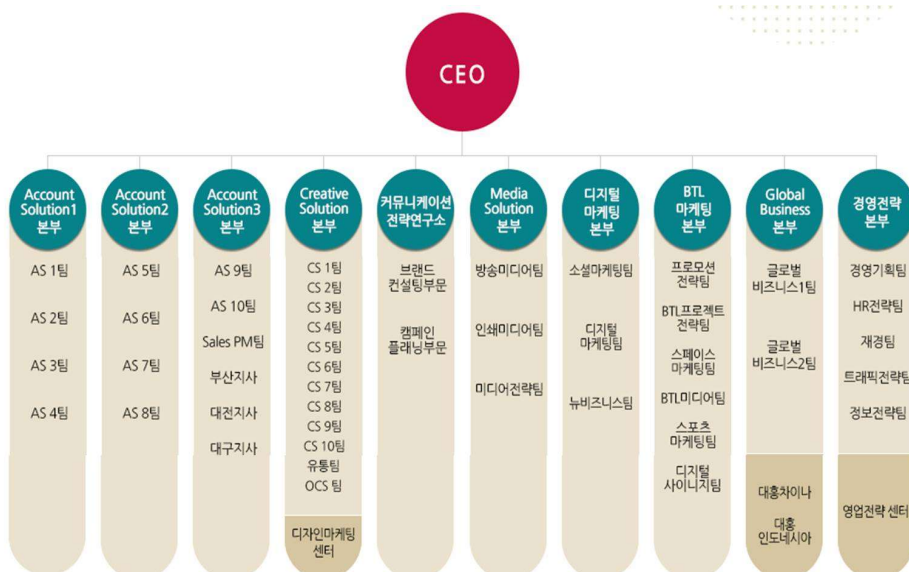 CEO
Account
Solution1
본부
AS 1팀
AS 2팀
AS 3팀
AS 4팀
Account
Solution2
본부
AS 5팀
AS 6팀
AS 7팀
AS 8팀
Account
Solution3
본부
AS 9팀
AS 10팀
Sales PM팀
부산지사
대전지사
대구지사
Creative
Solution
본부
CS 1팀
CS 2팀
CS 3팀
CS 4팀
CS 5팀
CS 6팀
CS 7팀
CS 8팀
CS 9팀
CS 10팀
유통팀
OCS 팀
디자인마케팅
센터
커뮤니케이션
전략연구소
브랜드
컨설팅부문
캠페인
플래닝부문
Media
Solution
본부
방송미디어팀
인쇄미디어팀
미디어전략팀
디지털
마케팅
본부
소셜마케팅팀
디지털
마케팅팀
뉴비즈니스팀
BTL
마케팅
본부
프로모션
전략팀
BTL프로젝트
전략팀
스페이스
마케팅팀
BTL미디어팀
스포츠
마케팅팀
디지털
사이니지팀
Global
Business
본부
글로벌
비즈니스1팀
글로벌
비즈니스2팀
대홍차이나
대홍
인도네시아
경영전략
본부
경영기획팀
HR전략팀
재경팀
트래픽전략팀
정보전략팀
영업전략 센터